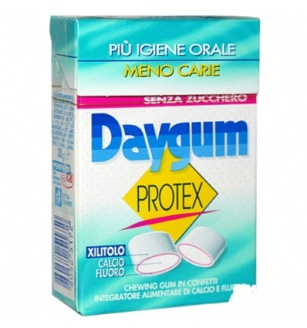 PIÙ IGIENE ORALE
MENO CARIE
SENZA ZUCCHERO
Daygum
PROTEX
XILITOLO
CALCIO
FLUORO
CHEWING GUM IN CONFETTI
INTEGRATORE ALIMENTARE DI CALCIO E